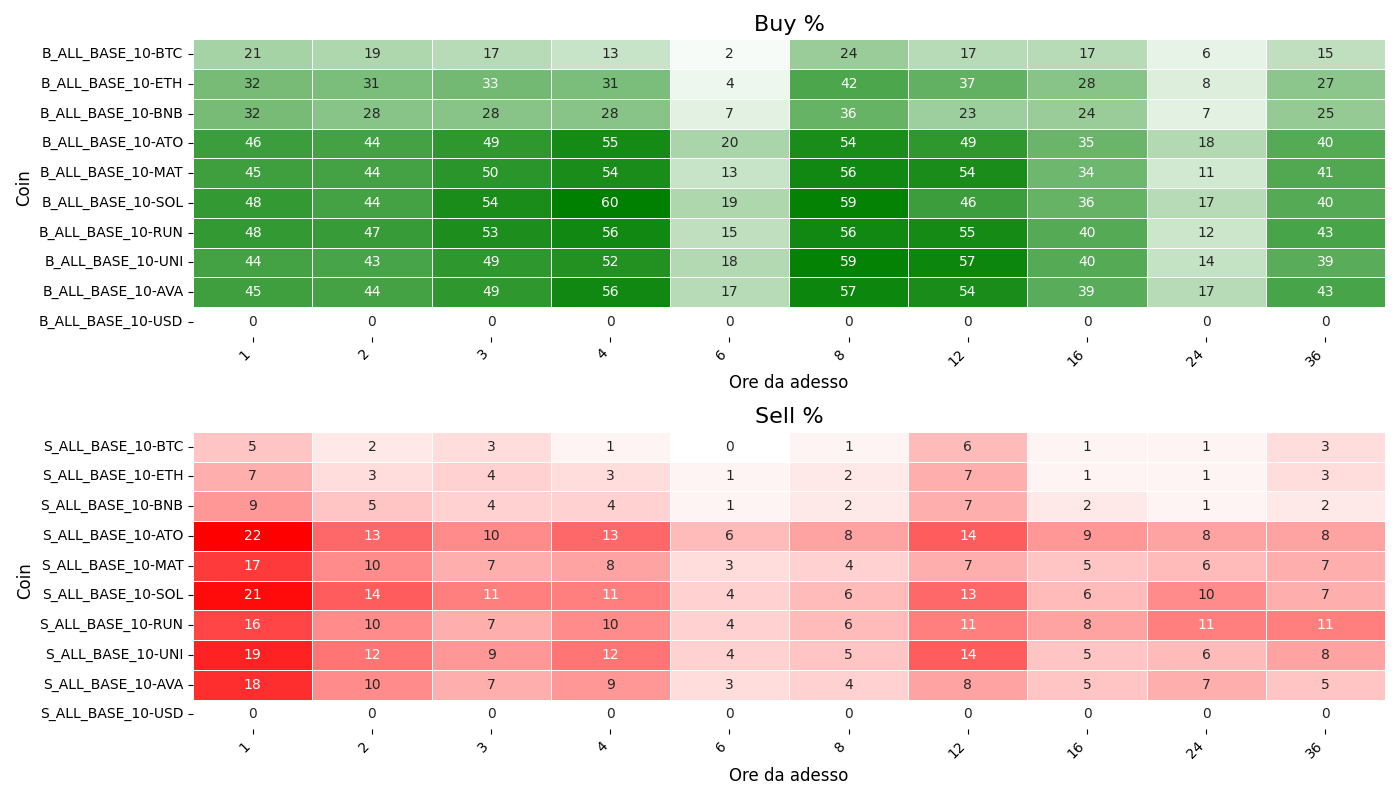 Buy %
Coin
B_ALL_BASE_10-BTC 21 19 17 13 2 24 17 17 6 15
B_ALL_BASE_10-ETH 32 31 33 31 4 42 37 28 8 27
B_ALL_BASE_10-BNB 32 28 28 28 7 36 23 24 7 25
B_ALL_BASE_10-ATO 46 44 49 55 20 54 49 35 18 40
B_ALL_BASE_10-MAT 45 44 50 54 13 56 54 34 11 41
B_ALL_BASE_10-SOL 48 44 54 60 19 59 46 36 17 40
B_ALL_BASE_10-RUN 48 47 53 56 15 56 55 40 12 43
B_ALL_BASE_10-UNI 44 43 49 52 18 59 57 40 14 39
B_ALL_BASE_10-AVA 45 44 49 56 17 57 54 39 17 43
B_ALL_BASE_10-USD 0 0 0 0 0 0 0 0 0 0
1 2 3 4 6 8 12 16 24 36
Ore da adesso
Sell %
Coin
S_ALL_BASE_10-BTC 5 2 3 1 0 1 6 1 1 3
S_ALL_BASE_10-ETH 7 3 4 3 1 2 7 1 1 3
S_ALL_BASE_10-BNB 9 5 4 4 1 2 7 2 1 2
S_ALL_BASE_10-ATO 22 13 10 13 6 8 14 9 8 8
S_ALL_BASE_10-MAT 17 10 7 8 3 4 7 5 6 7
S_ALL_BASE_10-SOL 21 14 11 11 4 6 13 6 10 7
S_ALL_BASE_10-RUN 16 10 7 10 4 6 11 8 11 11
S_ALL_BASE_10-UNI 19 12 9 12 4 5 14 5 6 8
S_ALL_BASE_10-AVA 18 10 7 9 3 4 8 5 7 5
S_ALL_BASE_10-USD 0 0 0 0 0 0 0 0 0 0
1 2 3 4 6 8 12 16 24 36
Ore da adesso